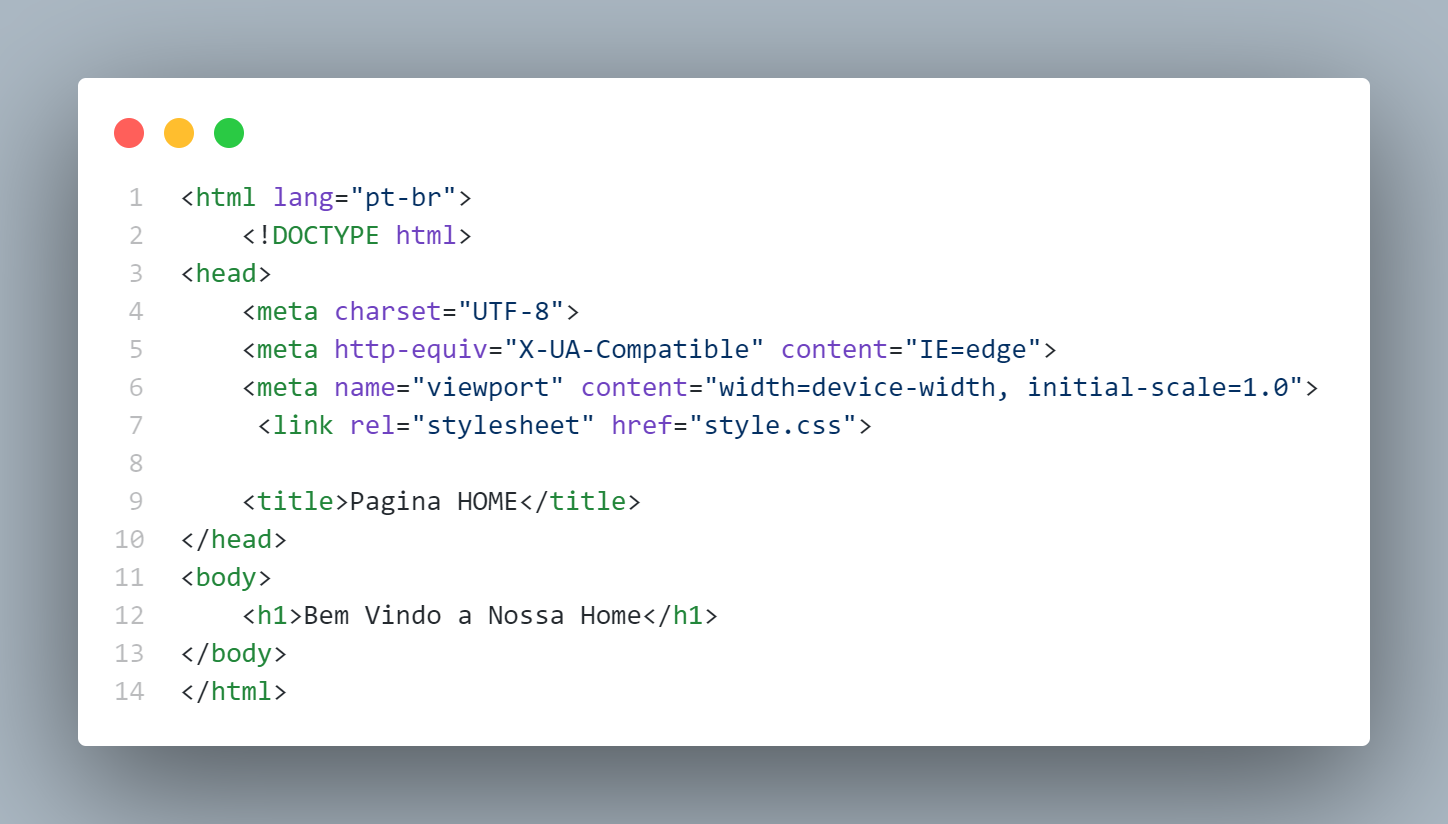 1 <html lang="pt-br">
2     <!DOCTYPE html>
3 <head>
4     <meta charset="UTF-8">
5     <meta http-equiv="X-UA-Compatible" content="IE=edge">
6     <meta name="viewport" content="width=device-width, initial-scale=1.0">
7      <link rel="stylesheet" href="style.css">
8
9     <title>Pagina HOME</title>
10 </head>
11 <body>
12     <h1>Bem Vindo a Nossa Home</h1>
13 </body>
14 </html>